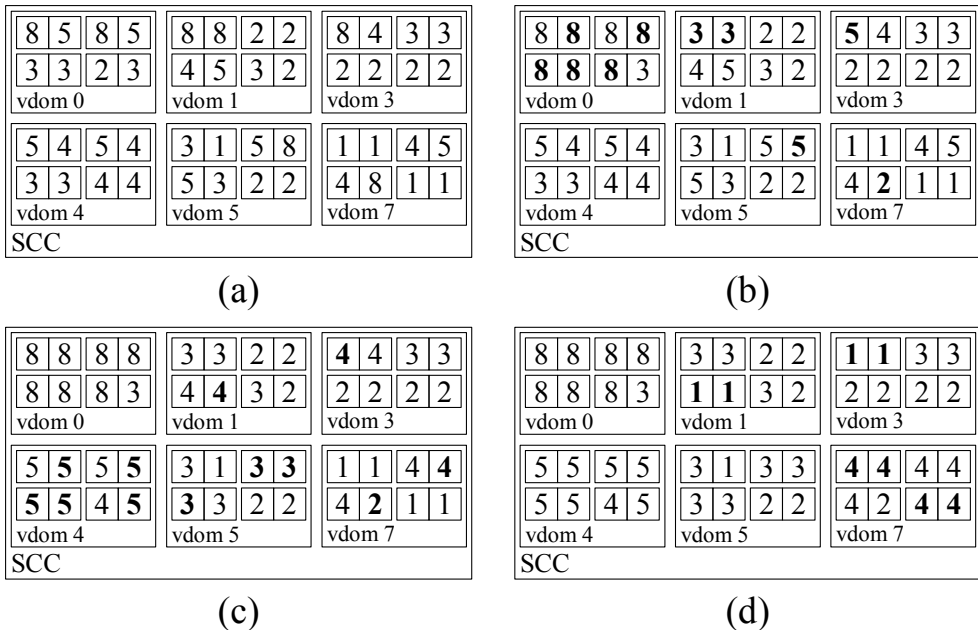 8 5 8 5 8 8 2 2 8 4 3 3
3 3 2 3 4 5 3 2 2 2 2 2
vdom 0 vdom 1 vdom 3
5 4 5 4 3 1 5 8 1 1 4 5
3 3 4 4 5 3 2 2 4 8 1 1
vdom 4 vdom 5 vdom 7
SCC
(a)
8 8 8 8 3 3 2 2 5 4 3 3
8 8 8 3 4 5 3 2 2 2 2 2
vdom 0 vdom 1 vdom 3
5 4 5 4 3 1 5 5 1 1 4 5
3 3 4 4 5 3 2 2 4 2 1 1
vdom 4 vdom 5 vdom 7
SCC
(b)
8 8 8 8 3 3 2 2 4 4 3 3
8 8 8 3 4 4 3 2 2 2 2 2
vdom 0 vdom 1 vdom 3
5 5 5 5 3 1 3 3 1 1 4 4
5 5 4 5 3 3 2 2 4 2 1 1
vdom 4 vdom 5 vdom 7
SCC
(c)
8 8 8 8 3 3 2 2 1 1 3 3
8 8 8 3 1 1 3 2 2 2 2 2
vdom 0 vdom 1 vdom 3
5 5 5 5 3 1 3 3 4 4 4 4
5 5 4 5 3 3 2 2 4 2 4 4
vdom 4 vdom 5 vdom 7
SCC
(d)